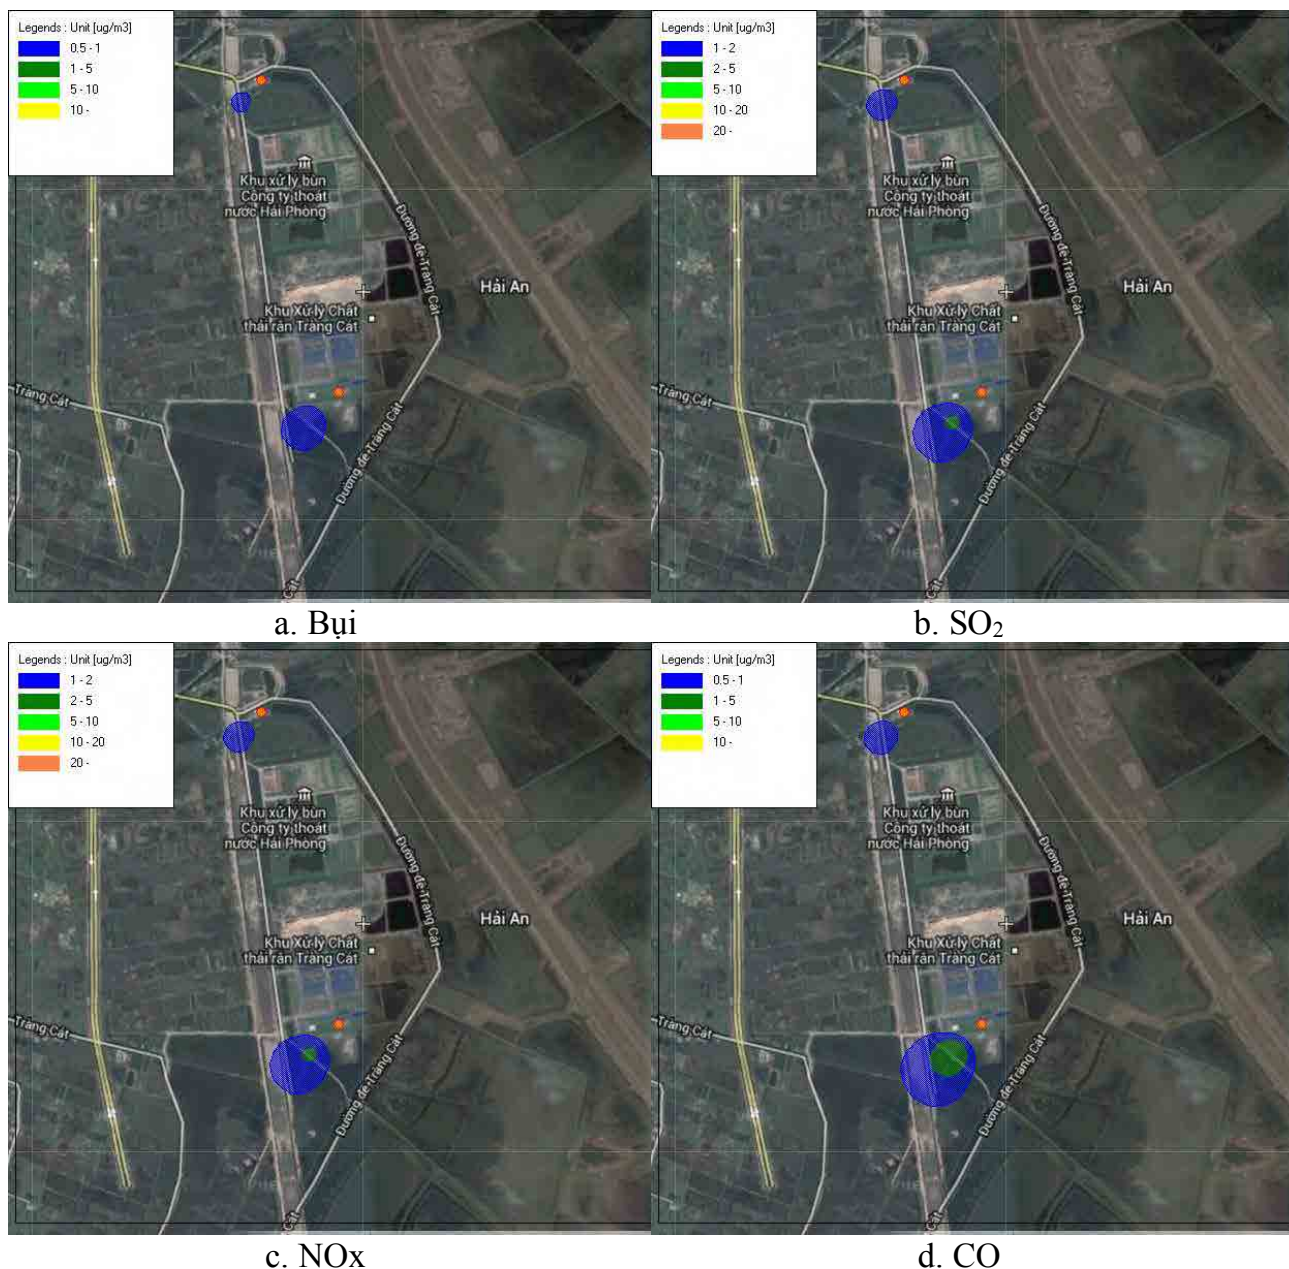 Legends : Unit [ug/m3]
0.5 - 1
1 - 5
5 - 10
10 -
Khu xử lý bùn
Công ty thoát
nước Hải Phòng
Đường đê Tràng Cát
Hải An
Khu Xử lý Chất
thải rắn Tràng Cát
Tràng Cát
Đường đê Tràng Cát
Cát
a. Bụi
Legends : Unit [ug/m3]
1 - 2
2 - 5
5 - 10
10 - 20
20 -
Khu xử lý bùn
Công ty thoát
nước Hải Phòng
Đường đê Tràng Cát
Hải An
Khu Xử lý Chất
thải rắn Tràng Cát
Tràng Cát
Đường đê Tràng Cát
Cát
b. SO₂
Legends : Unit [ug/m3]
1 - 2
2 - 5
5 - 10
10 - 20
20 -
Khu xử lý bùn
Công ty thoát
nước Hải Phòng
Đường đê Tràng Cát
Hải An
Khu Xử lý Chất
thải rắn Tràng Cát
Tràng Cát
Đường đê Tràng Cát
Cát
c. NOx
Legends : Unit [ug/m3]
0.5 - 1
1 - 5
5 - 10
10 -
Khu xử lý bùn
Công ty thoát
nước Hải Phòng
Đường đê Tràng Cát
Hải An
Khu Xử lý Chất
thải rắn Tràng Cát
Tràng Cát
Đường đê Tràng Cát
Cát
d. CO